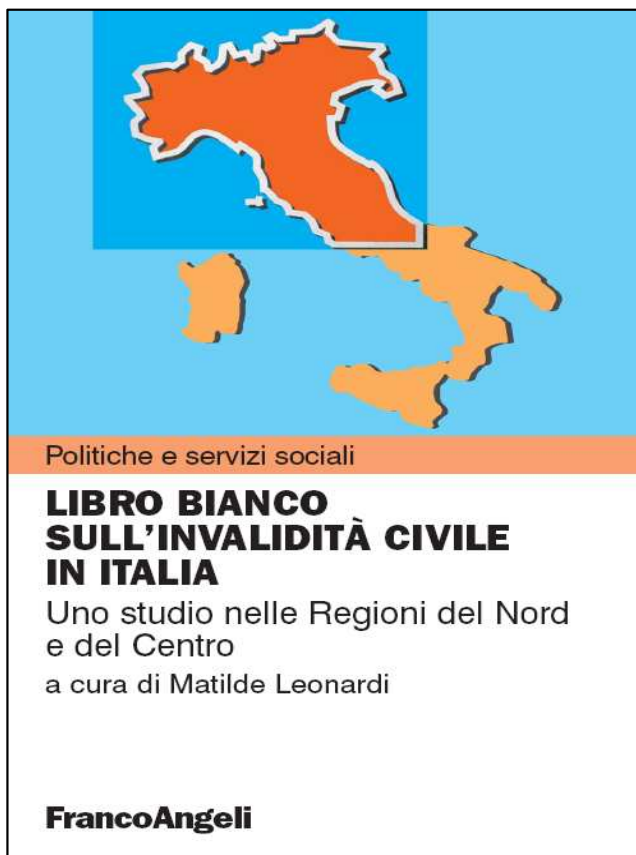 Politiche e servizi sociali
LIBRO BIANCO
SULL'INVALIDITÀ CIVILE
IN ITALIA
Uno studio nelle Regioni del Nord
e del Centro
a cura di Matilde Leonardi
FrancoAngeli